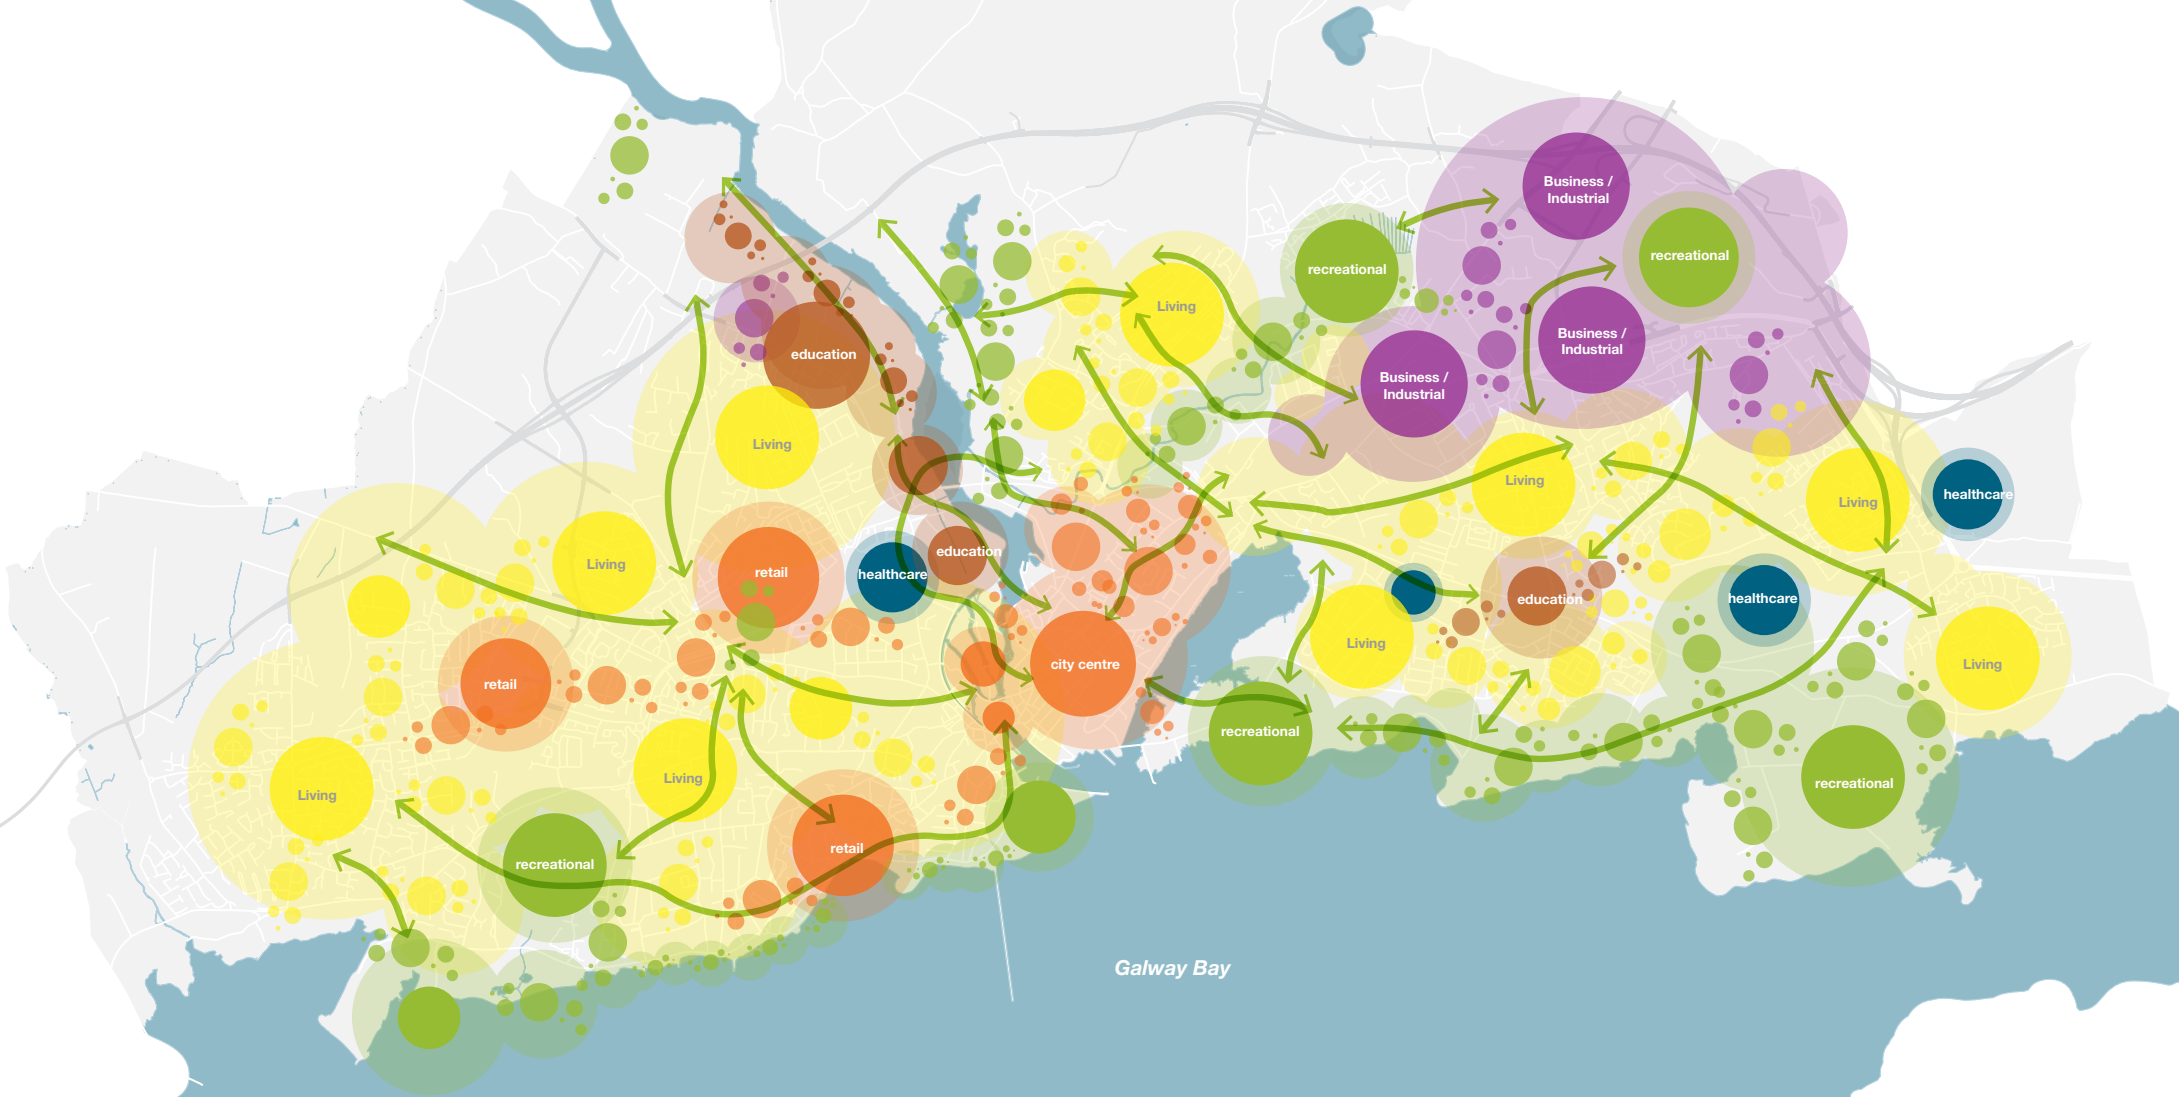 Business /
Industrial
recreational
recreational
Living
Business /
Industrial
education
Business /
Industrial
Living
Living
Living
healthcare
education
Living
retail
healthcare
education
healthcare
Living
city centre
Living
retail
recreational
Living
recreational
Living
retail
recreational
Galway Bay